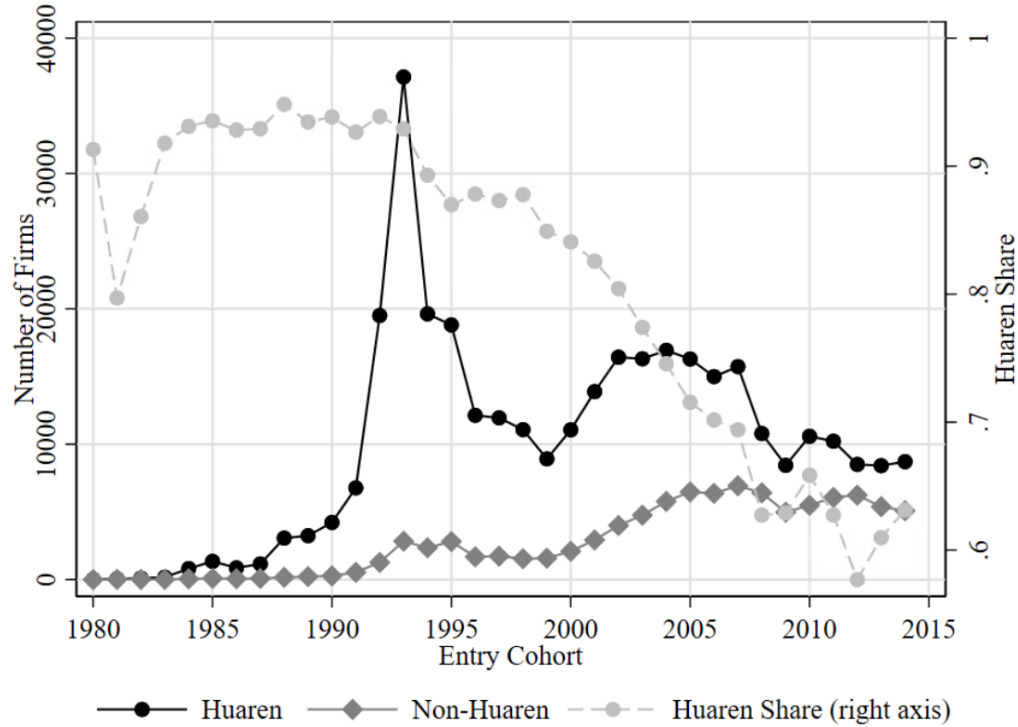 40000
30000
20000
10000
0
Number of Firms
1
.9
.8
.7
.6
Huaren Share
1980 1985 1990 1995 2000 2005 2010 2015
Entry Cohort
Huaren Non-Huaren Huaren Share (right axis)